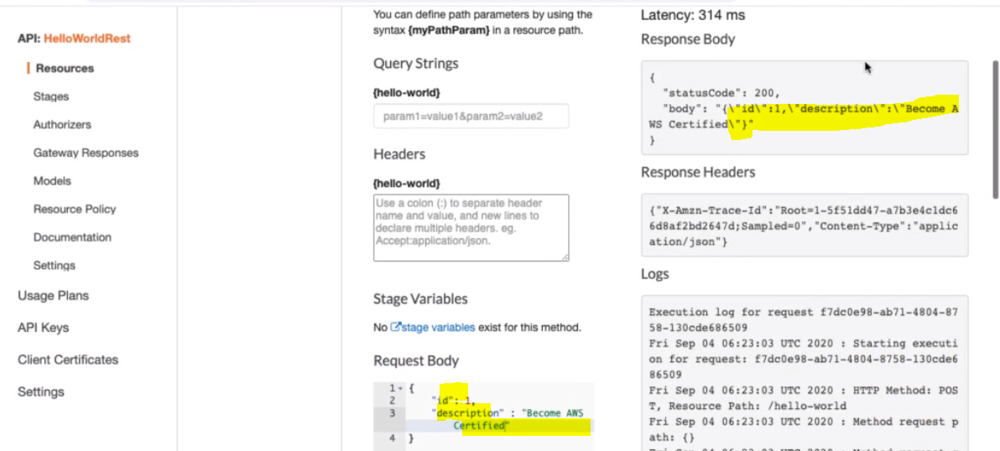 API: HelloWorldRest
Resources
Stages
Authorizers
Gateway Responses
Models
Resource Policy
Documentation
Settings
Usage Plans
API Keys
Client Certificates
Settings
You can define path parameters by using the
syntax {myPathParam} in a resource path.
Query Strings
{hello-world}
param1=value1&param2=value2
Headers
{hello-world}
Use a colon (:) to separate header
name and value, and new lines to
declare multiple headers. eg.
Accept:application/json.
Stage Variables
No stage variables exist for this method.
Request Body
1 {
2 "id": 1,
3 "description" : "Become AWS
Certified"
4 }
Latency: 314 ms
Response Body
{
"statusCode": 200,
"body": "{\"id\":1,\"description\":\"Become A
WS Certified\"}"
}
Response Headers
{"X-Amzn-Trace-Id":"Root=1-5f51dd47-a7b3e4c1dc6
6d8af2bd2647d;Sampled=0","Content-Type":"applic
ation/json"}
Logs
Execution log for request f7dc0e98-ab71-4804-87
58-130cde686509
Fri Sep 04 06:23:03 UTC 2020 : Starting executi
on for request: f7dc0e98-ab71-4804-8758-130cde6
86509
Fri Sep 04 06:23:03 UTC 2020 : HTTP Method: POS
T, Resource Path: /hello-world
Fri Sep 04 06:23:03 UTC 2020 : Method request p
ath: {}